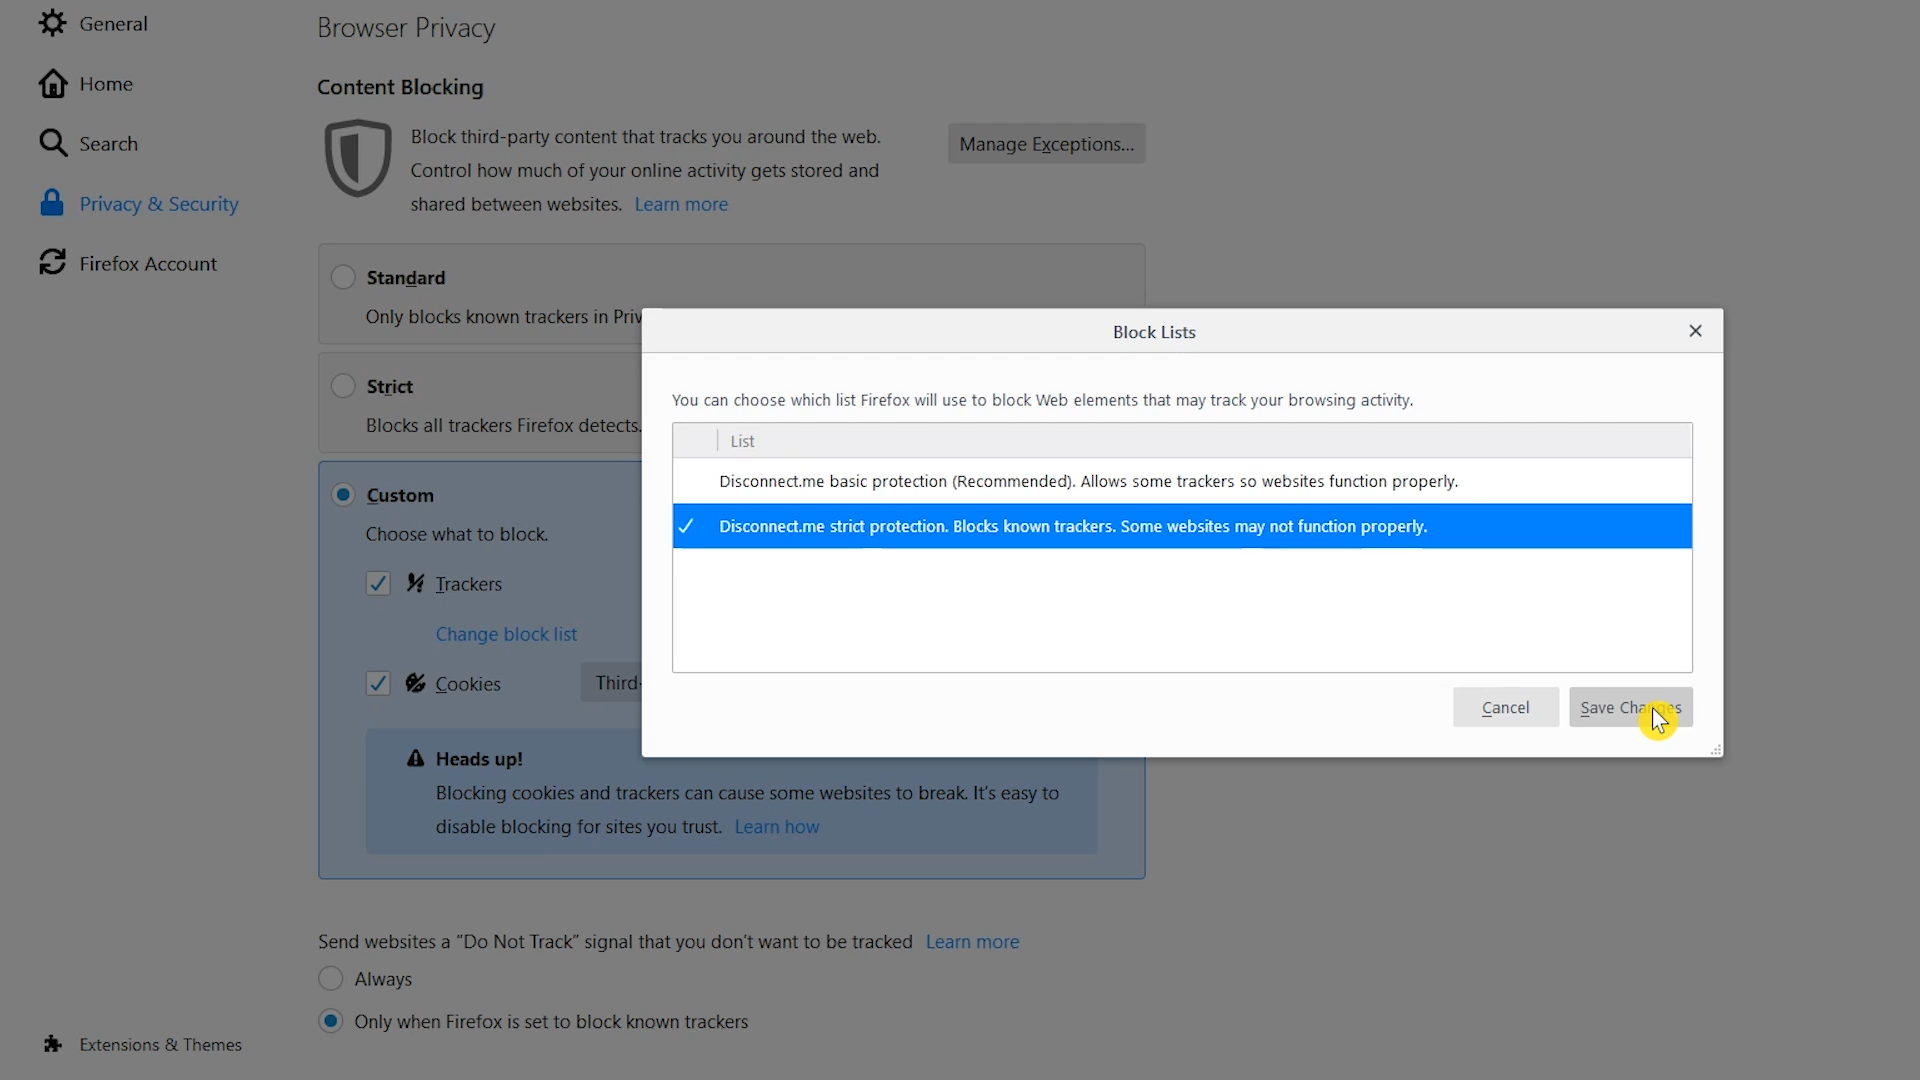 General
Home
Search
Privacy & Security
Firefox Account
Extensions & Themes
Browser Privacy
Content Blocking
Block third-party content that tracks you around the web.
Control how much of your online activity gets stored and
shared between websites. Learn more
Manage Exceptions...
Standard
Only blocks known trackers in
Strict
Blocks all trackers Firefox detects.
Custom
Choose what to block.
Trackers
Change block list
Cookies
Third-
Heads up!
Blocking cookies and trackers can cause some websites to break. It's easy to
disable blocking for sites you trust. Learn how
Send websites a "Do Not Track" signal that you don't want to be tracked Learn more
Always
Only when Firefox is set to block known trackers
Block Lists
You can choose which list Firefox will use to block Web elements that may track your browsing activity.
List
Disconnect.me basic protection (Recommended). Allows some trackers so websites function properly.
Disconnect.me strict protection. Blocks known trackers. Some websites may not function properly.
Cancel
Save Changes